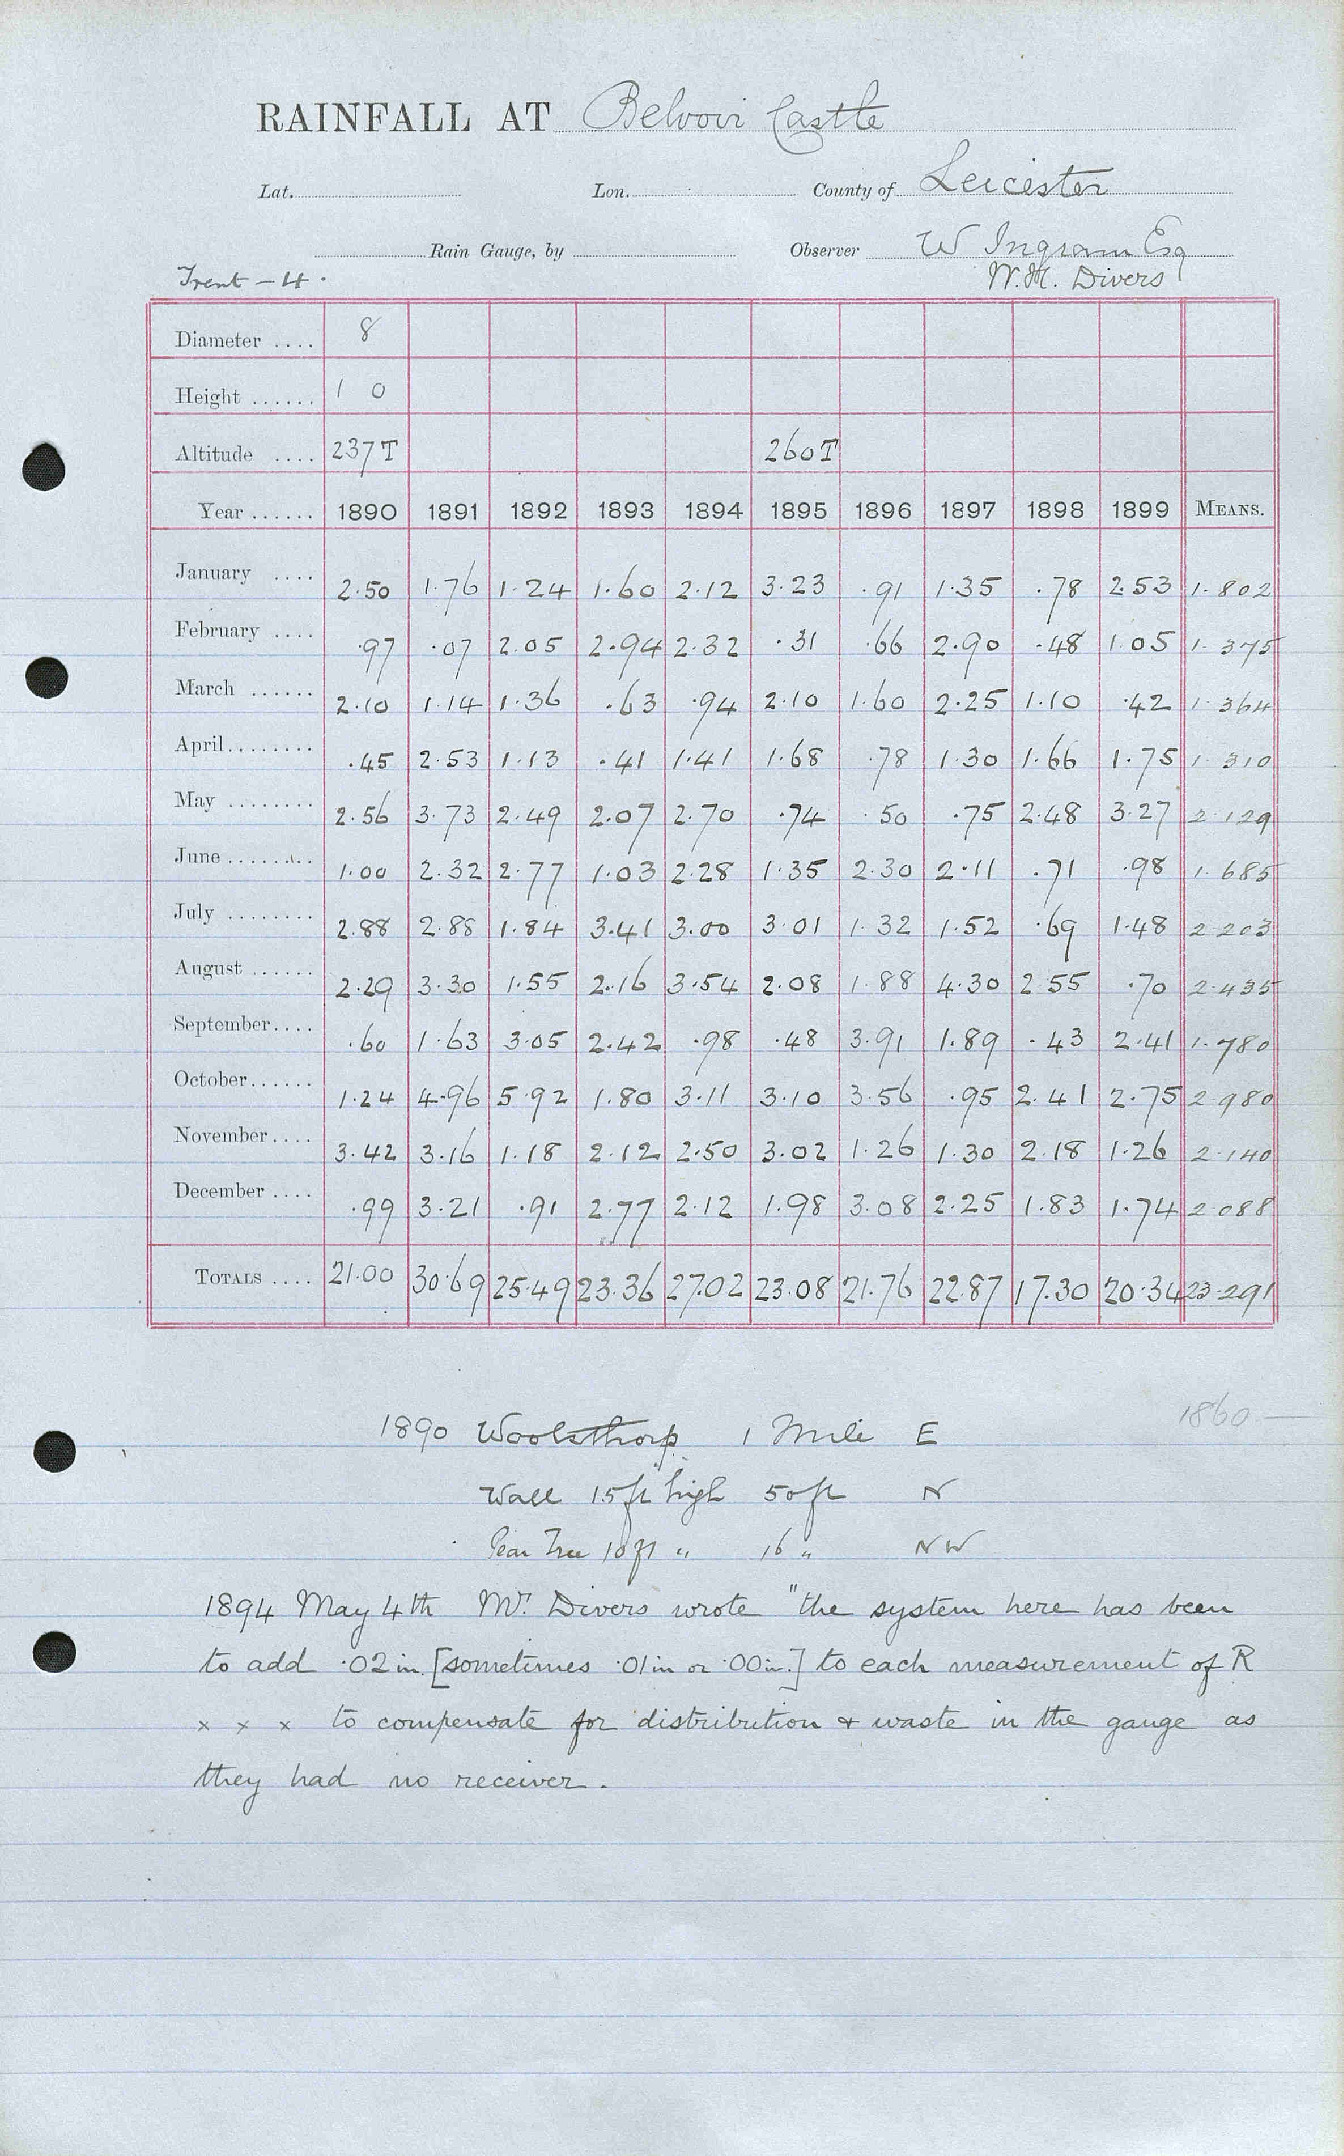 RAINFALL AT Belvoir Castle
Lat. Lon. County of Leicester
Rain Gauge, by Observer W Ingram Esq
Trent - 4. W.H. Divers
Diameter .... 8
Height ...... 1 0
Altitude .... 237T 260T
Year ...... 1890 1891 1892 1893 1894 1895 1896 1897 1898 1899 MEANS.
January .... 2.50 1.76 1.24 1.60 2.12 3.23 .91 1.35 .78 2.53 1.802
February .... .97 .07 2.05 2.94 2.32 .31 .66 2.90 .48 1.05 1.375
March ...... 2.10 1.14 1.36 .63 .94 2.10 1.60 2.25 1.10 .42 1.364
April........ .45 2.53 1.13 .41 1.41 1.68 .78 1.30 1.66 1.75 1.310
May ........ 2.56 3.73 2.49 2.07 2.70 .74 .50 .75 2.48 3.27 2.129
June ........ 1.00 2.32 2.77 1.03 2.28 1.35 2.30 2.11 .71 .98 1.685
July ........ 2.88 2.88 1.84 3.41 3.00 3.01 1.32 1.52 .69 1.48 2.203
August ...... 2.29 3.30 1.55 2.16 3.54 2.08 1.88 4.30 2.55 .70 2.435
September.... .60 1.63 3.05 2.42 .98 .48 3.91 1.89 .43 2.41 1.780
October...... 1.24 4.96 5.92 1.80 3.11 3.10 3.56 .95 2.41 2.75 2.980
November.... 3.42 3.16 1.18 2.12 2.50 3.02 1.26 1.30 2.18 1.26 2.140
December .... .99 3.21 .91 2.77 2.12 1.98 3.08 2.25 1.83 1.74 2.088
TOTALS .... 21.00 30.69 25.49 23.36 27.02 23.08 21.76 22.87 17.30 20.34 23.291
1860 —
1890 Woolsthorp 1 Mile E
Wall 15ft high 50ft N
Pear Tree 10ft " 16 " NW
1894 May 4th Mr. Divers wrote "the system here has been
to add .02 in. [sometimes .01 in or .00 in.] to each measurement of R
x x x to compensate for distribution & waste in the gauge as
they had no receiver.